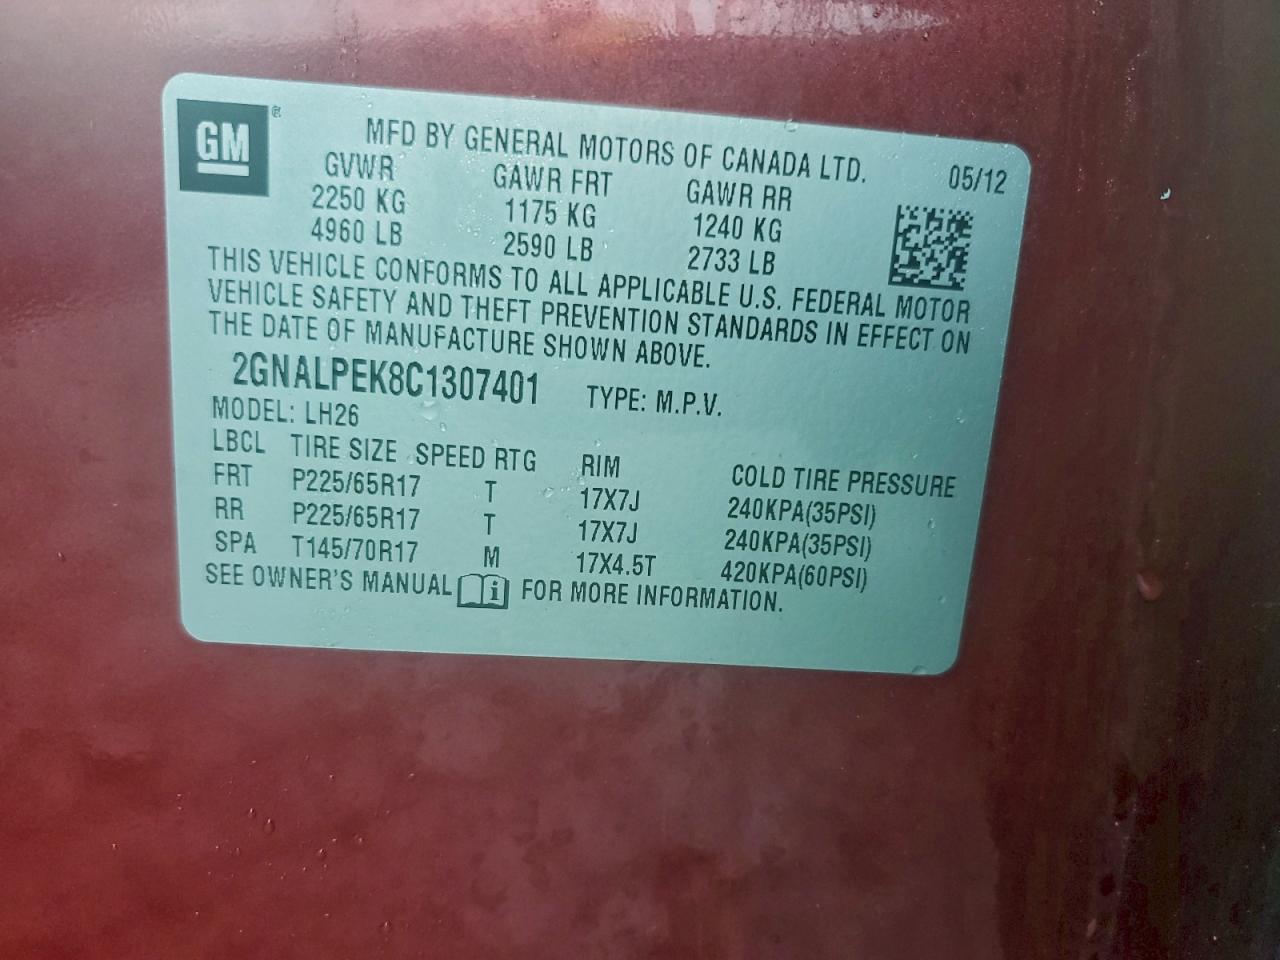 GM ®
MFD BY GENERAL MOTORS OF CANADA LTD.
05/12
GVWR GAWR FRT GAWR RR
2250 KG 1175 KG 1240 KG
4960 LB 2590 LB 2733 LB
THIS VEHICLE CONFORMS TO ALL APPLICABLE U.S. FEDERAL MOTOR
VEHICLE SAFETY AND THEFT PREVENTION STANDARDS IN EFFECT ON
THE DATE OF MANUFACTURE SHOWN ABOVE.
2GNALPEK8C1307401 TYPE: M.P.V.
MODEL: LH26
LBCL TIRE SIZE SPEED RTG RIM COLD TIRE PRESSURE
FRT P225/65R17 T 17X7J 240KPA(35PSI)
RR P225/65R17 T 17X7J 240KPA(35PSI)
SPA T145/70R17 M 17X4.5T 420KPA(60PSI)
SEE OWNER'S MANUAL i FOR MORE INFORMATION.